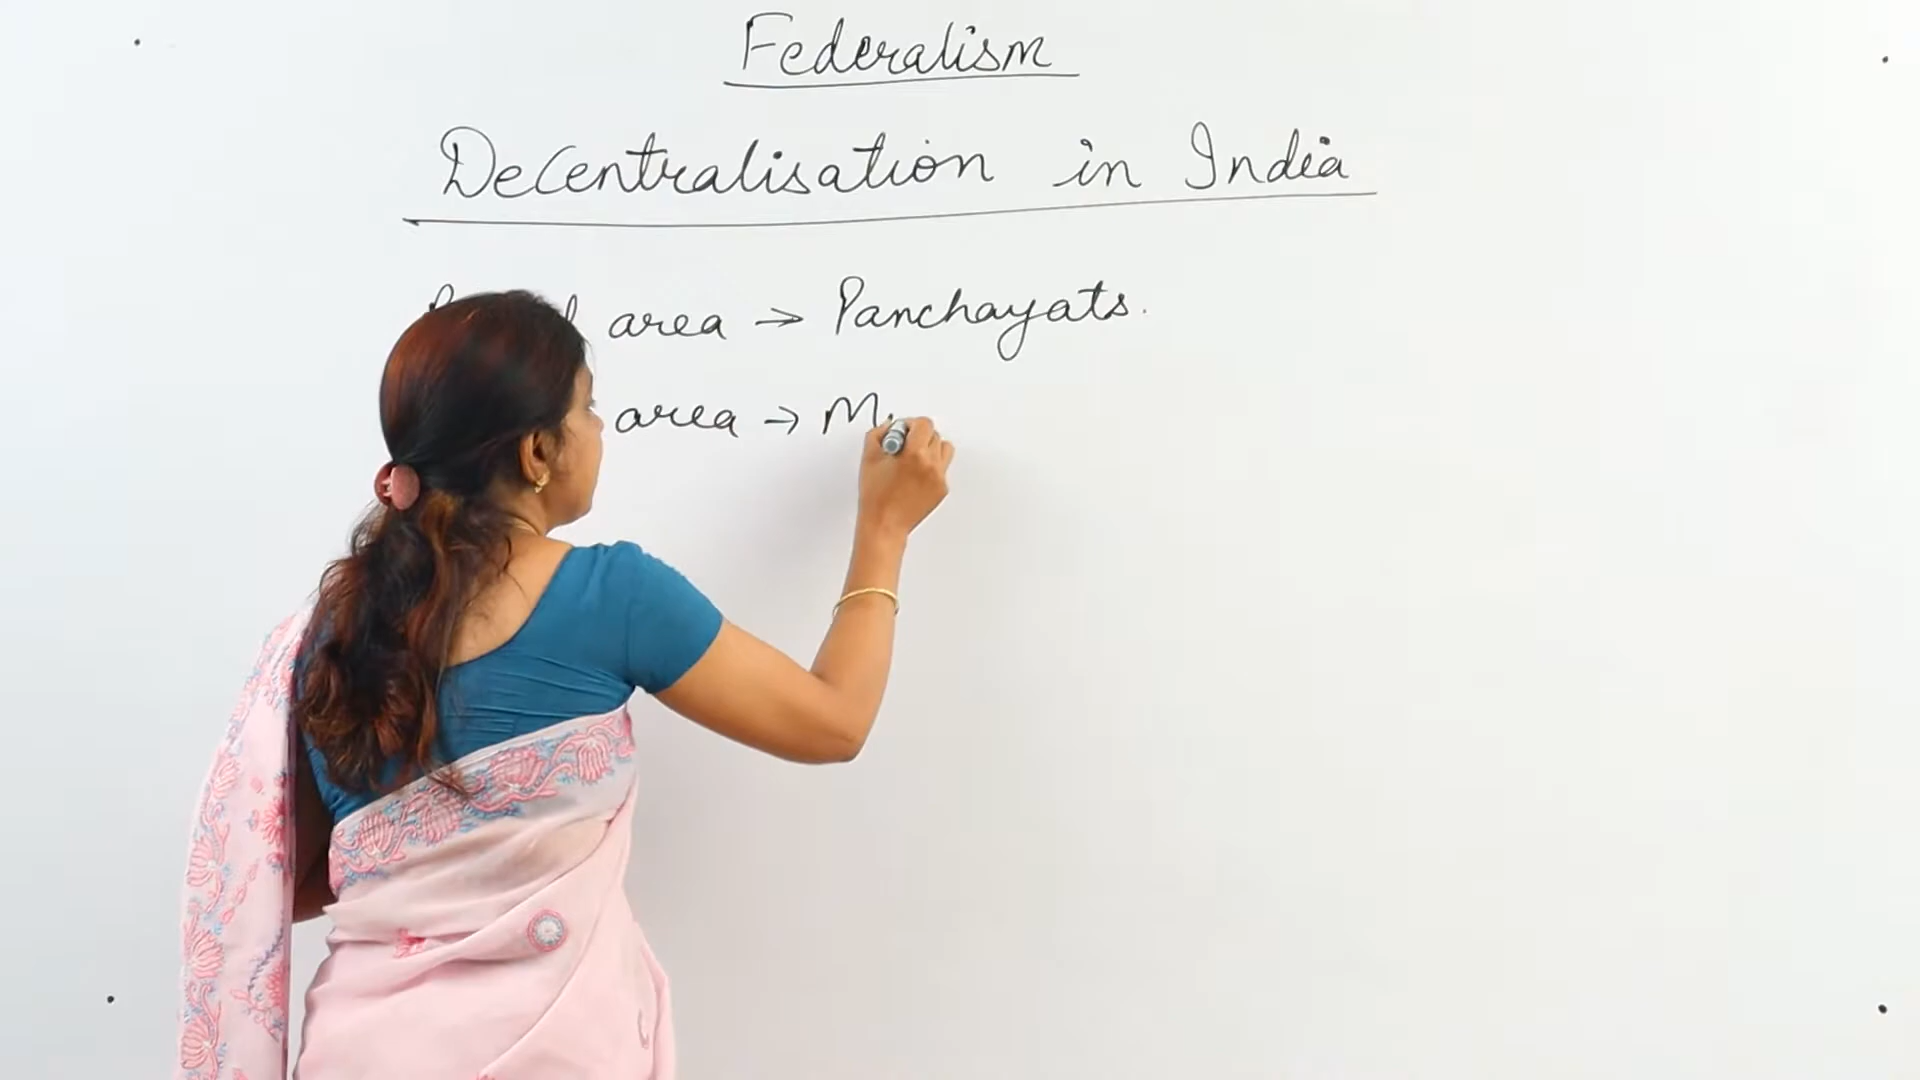 Federalism
Decentralisation in India
area → Panchayats.
area → M